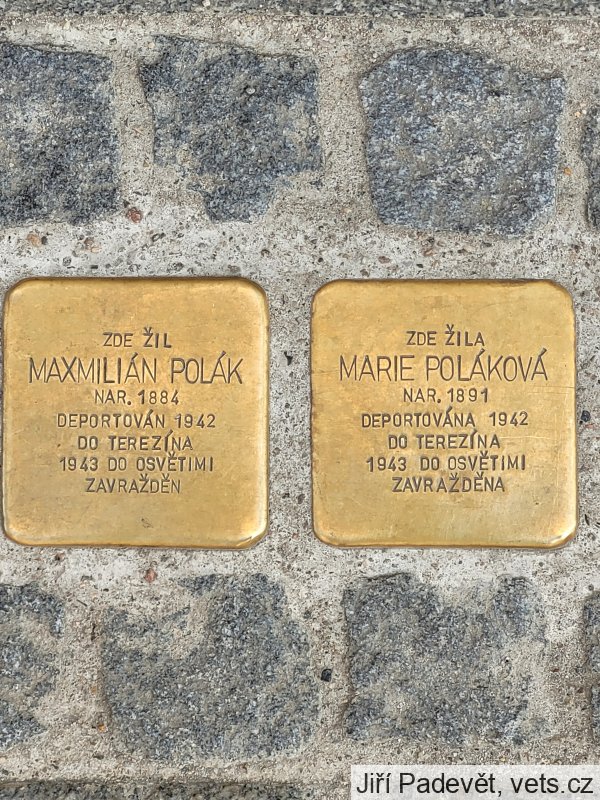 ZDE ŽIL
MAXMILIÁN POLÁK
NAR. 1884
DEPORTOVÁN 1942
DO TEREZÍNA
1943 DO OSVĚTIMI
ZAVRAŽDĚN
ZDE ŽILA
MARIE POLÁKOVÁ
NAR. 1891
DEPORTOVÁNA 1942
DO TEREZÍNA
1943 DO OSVĚTIMI
ZAVRAŽDĚNA
Jiří Padevět, vets.cz